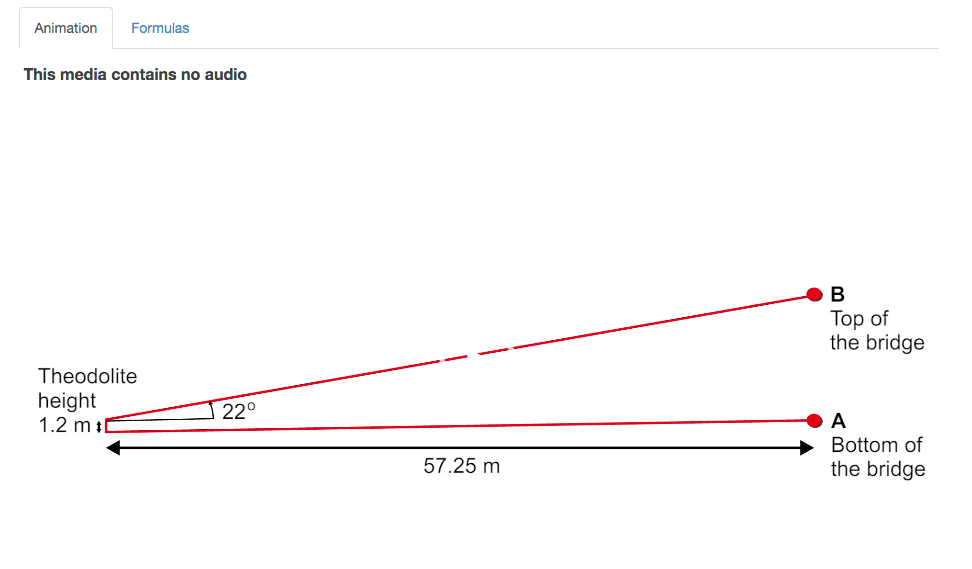 Animation Formulas
This media contains no audio
B
Top of
the bridge
Theodolite
height
1.2 m
22°
A
Bottom of
the bridge
57.25 m